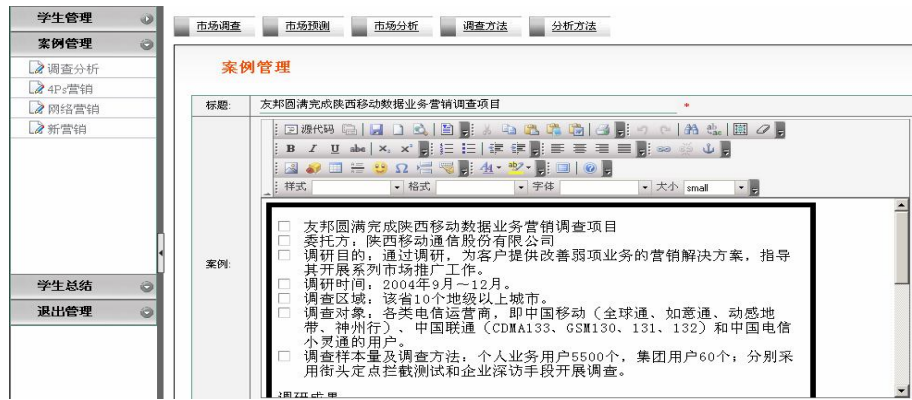 学生管理
案例管理
调查分析
4Ps营销
网络营销
新营销
学生总结
退出管理
市场调查
市场预测
市场分析
调查方法
分析方法
案例管理
标题:
友邦圆满完成陕西移动数据业务营销调查项目
*
源代码
B I U abc X₂ X²
样式
格式
字体
大小 small
案例:
友邦圆满完成陕西移动数据业务营销调查项目
委托方：陕西移动通信股份有限公司
调研目的：通过调研，为客户提供改善弱项业务的营销解决方案，指导
其开展系列市场推广工作。
调研时间：2004年9月～12月。
调查区域：该省10个地级以上城市。
调查对象：各类电信运营商，即中国移动（全球通、如意通、动感地
带、神州行）、中国联通（CDMA133、GSM130、131、132）和中国电信
小灵通的用户。
调查样本量及调查方法：个人业务用户5500个，集团用户60个；分别采
用街头定点拦截测试和企业深访手段开展调查。
调研成果